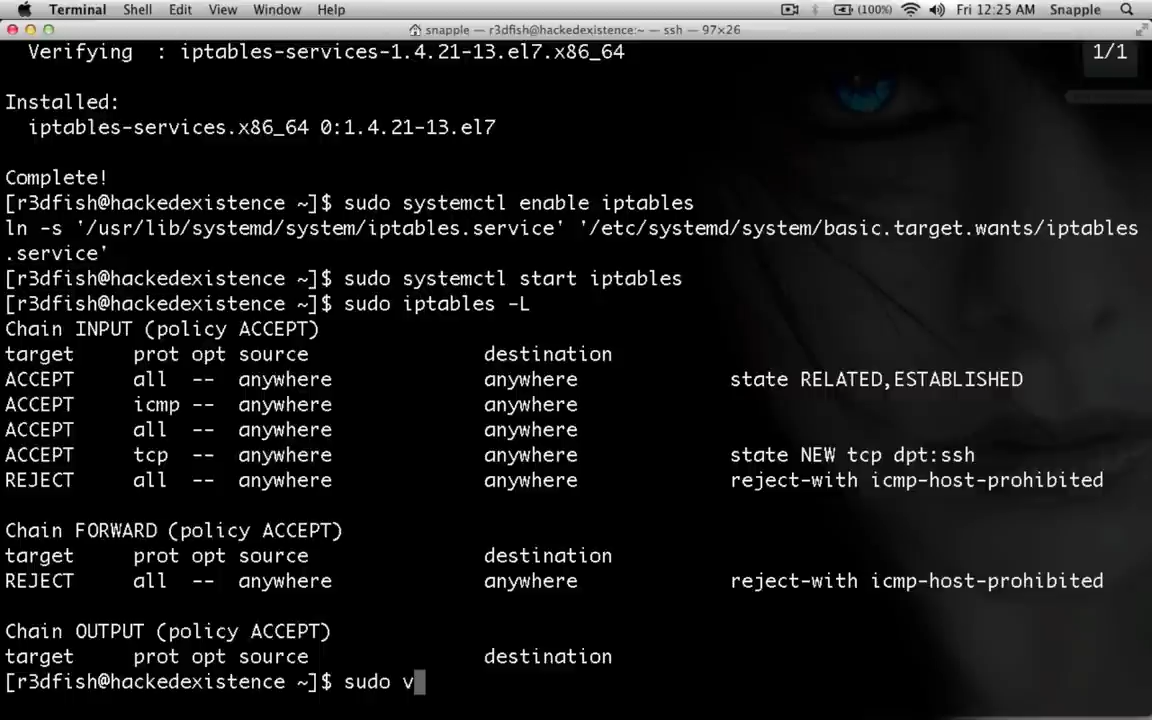 Terminal Shell Edit View Window Help (100%) Fri 12:25 AM Snapple
snapple — r3dfish@hackedexistence:~ — ssh — 97×26
Verifying  : iptables-services-1.4.21-13.el7.x86_64 1/1
Installed:
iptables-services.x86_64 0:1.4.21-13.el7
Complete!
[r3dfish@hackedexistence ~]$ sudo systemctl enable iptables
ln -s '/usr/lib/systemd/system/iptables.service' '/etc/systemd/system/basic.target.wants/iptables
.service'
[r3dfish@hackedexistence ~]$ sudo systemctl start iptables
[r3dfish@hackedexistence ~]$ sudo iptables -L
Chain INPUT (policy ACCEPT)
target     prot opt source               destination
ACCEPT     all  --  anywhere             anywhere             state RELATED,ESTABLISHED
ACCEPT     icmp --  anywhere             anywhere
ACCEPT     all  --  anywhere             anywhere
ACCEPT     tcp  --  anywhere             anywhere             state NEW tcp dpt:ssh
REJECT     all  --  anywhere             anywhere             reject-with icmp-host-prohibited
Chain FORWARD (policy ACCEPT)
target     prot opt source               destination
REJECT     all  --  anywhere             anywhere             reject-with icmp-host-prohibited
Chain OUTPUT (policy ACCEPT)
target     prot opt source               destination
[r3dfish@hackedexistence ~]$ sudo v